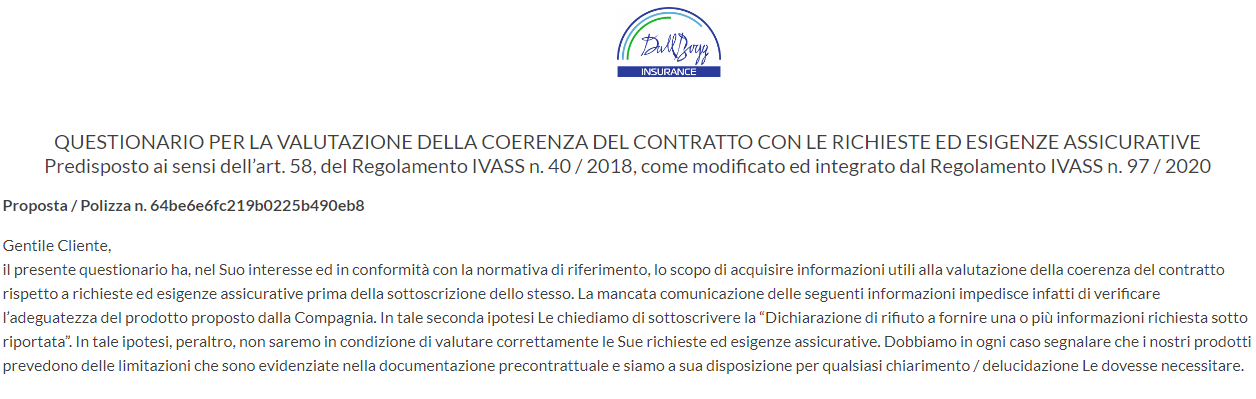 DallBogg
INSURANCE
QUESTIONARIO PER LA VALUTAZIONE DELLA COERENZA DEL CONTRATTO CON LE RICHIESTE ED ESIGENZE ASSICURATIVE
Predisposto ai sensi dell’art. 58, del Regolamento IVASS n. 40 / 2018, come modificato ed integrato dal Regolamento IVASS n. 97 / 2020
Proposta / Polizza n. 64be6e6fc219b0225b490eb8
Gentile Cliente,
il presente questionario ha, nel Suo interesse ed in conformità con la normativa di riferimento, lo scopo di acquisire informazioni utili alla valutazione della coerenza del contratto
rispetto a richieste ed esigenze assicurative prima della sottoscrizione dello stesso. La mancata comunicazione delle seguenti informazioni impedisce infatti di verificare
l’adeguatezza del prodotto proposto dalla Compagnia. In tale seconda ipotesi Le chiediamo di sottoscrivere la “Dichiarazione di rifiuto a fornire una o più informazioni richiesta sotto
riportata”. In tale ipotesi, peraltro, non saremo in condizione di valutare correttamente le Sue richieste ed esigenze assicurative. Dobbiamo in ogni caso segnalare che i nostri prodotti
prevedono delle limitazioni che sono evidenziate nella documentazione precontrattuale e siamo a sua disposizione per qualsiasi chiarimento / delucidazione Le dovesse necessitare.